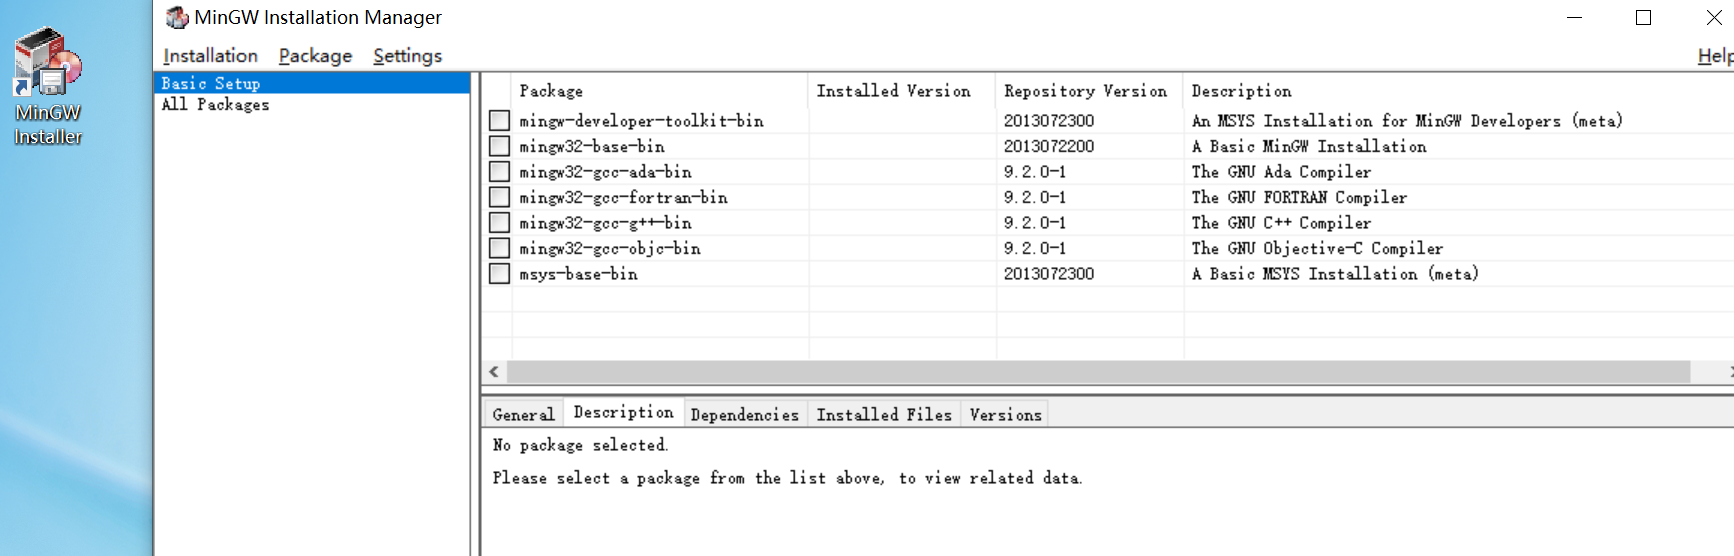 MinGW Installer
MinGW Installation Manager
Installation Package Settings Help
Basic Setup
All Packages
Package Installed Version Repository Version Description
mingw-developer-toolkit-bin 2013072300 An MSYS Installation for MinGW Developers (meta)
mingw32-base-bin 2013072200 A Basic MinGW Installation
mingw32-gcc-ada-bin 9.2.0-1 The GNU Ada Compiler
mingw32-gcc-fortran-bin 9.2.0-1 The GNU FORTRAN Compiler
mingw32-gcc-g++-bin 9.2.0-1 The GNU C++ Compiler
mingw32-gcc-objc-bin 9.2.0-1 The GNU Objective-C Compiler
msys-base-bin 2013072300 A Basic MSYS Installation (meta)
General Description Dependencies Installed Files Versions
No package selected.
Please select a package from the list above, to view related data.